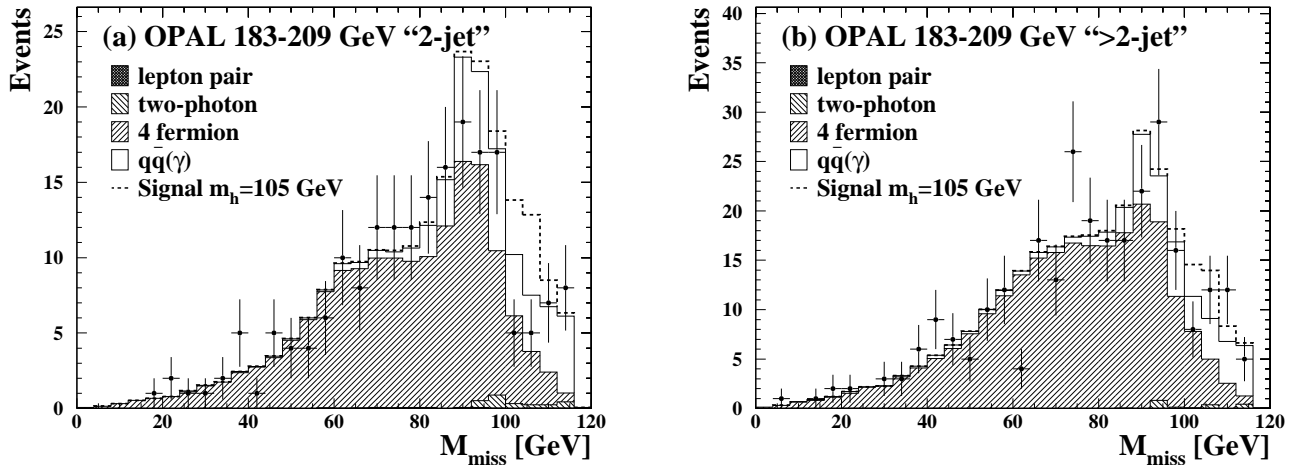 (a) OPAL 183-209 GeV “2-jet”
Events
lepton pair
two-photon
4 fermion
qq̄(γ)
Signal m_h=105 GeV
0
5
10
15
20
25
0 20 40 60 80 100 120
M_miss [GeV]
(b) OPAL 183-209 GeV “>2-jet”
Events
lepton pair
two-photon
4 fermion
qq̄(γ)
Signal m_h=105 GeV
0
5
10
15
20
25
30
35
40
0 20 40 60 80 100 120
M_miss [GeV]